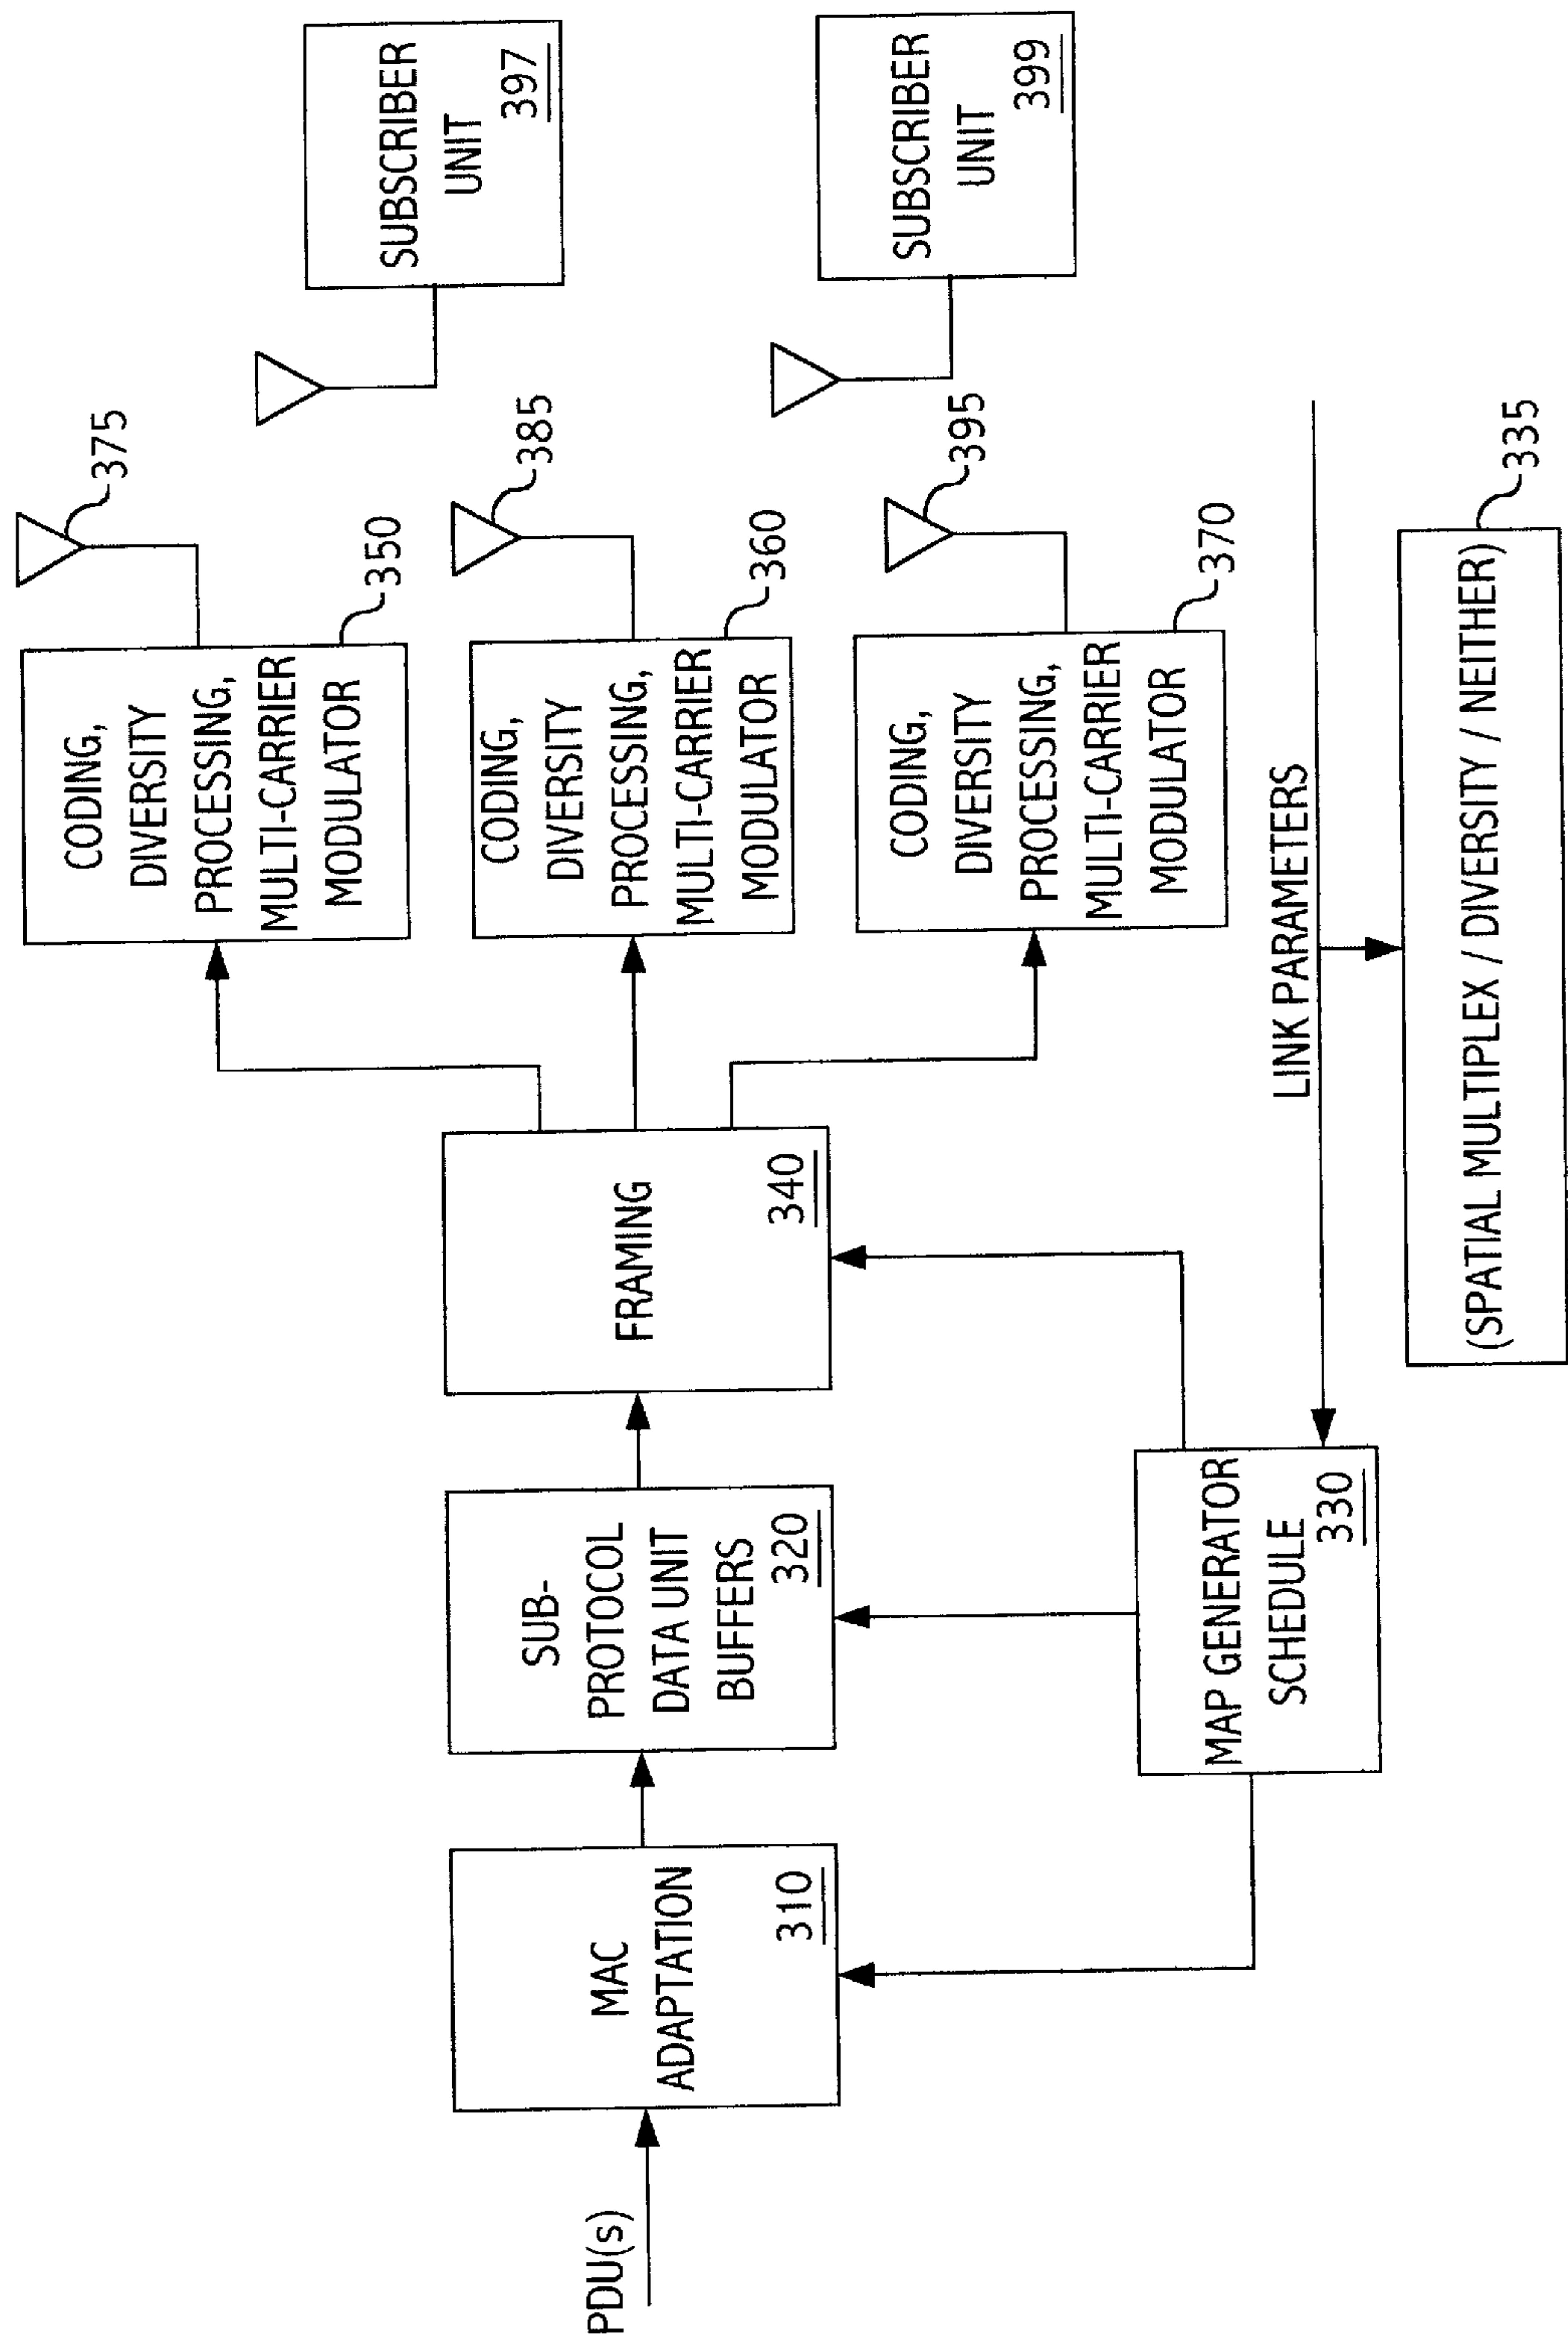 PDU(s)
MAC
ADAPTATION
310
SUB-
PROTOCOL
DATA UNIT
BUFFERS
320
FRAMING
340
MAP GENERATOR
SCHEDULE
330
CODING,
DIVERSITY
PROCESSING,
MULTI-CARRIER
MODULATOR
350
375
CODING,
DIVERSITY
PROCESSING,
MULTI-CARRIER
MODULATOR
360
385
CODING,
DIVERSITY
PROCESSING,
MULTI-CARRIER
MODULATOR
370
395
SUBSCRIBER
UNIT
397
SUBSCRIBER
UNIT
399
LINK PARAMETERS
(SPATIAL MULTIPLEX / DIVERSITY / NEITHER)
335